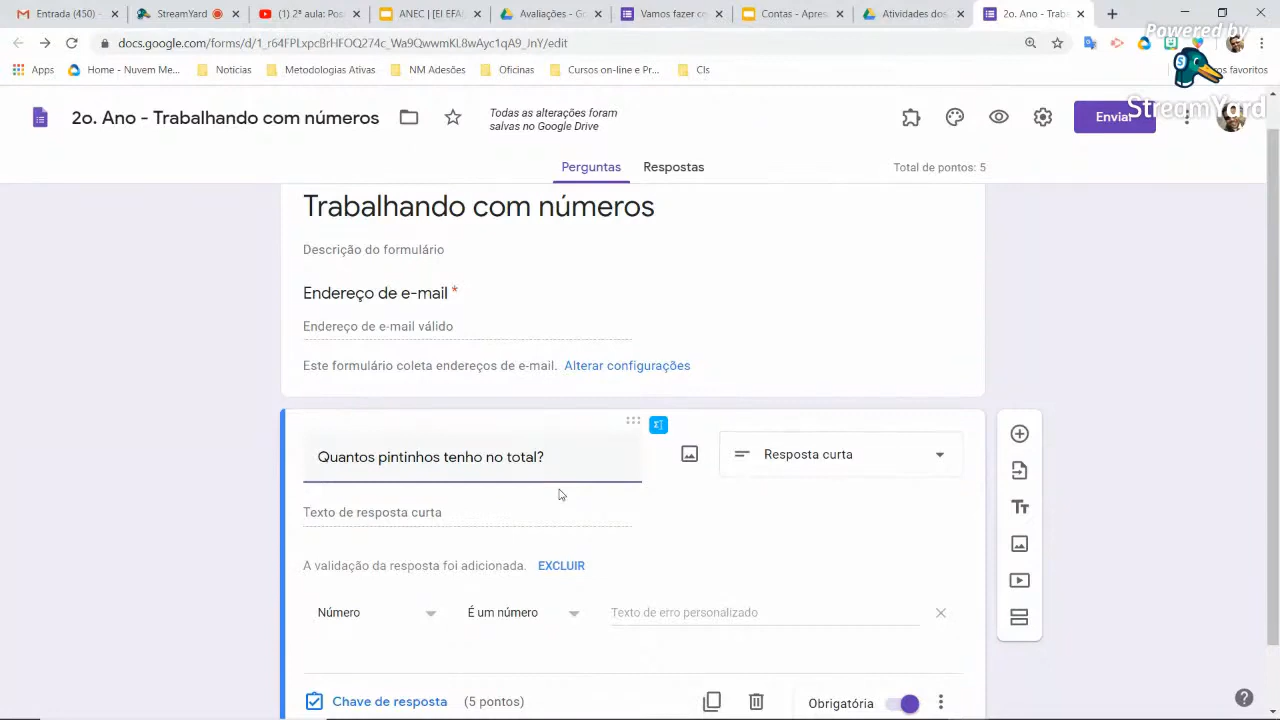 Entrada (450) -
StreamYard
(1:2ª aula Pos
ANEC | El Ef
Avaliação - Go
Vamos fazer o
Contas - Apres
Atividades dos
2o. Ano - Trab
Powered by
docs.google.com/forms/d/
/edit
Apps
Home - Nuvem Me...
Notícias
Metodologias Ativas
NM Adesões
Oficinas
Cursos on-line e Pr...
CIs
os favoritos
StreamYard
2o. Ano - Trabalhando com números
Todas as alterações foram
salvas no Google Drive
Enviar
Perguntas
Respostas
Total de pontos: 5
Trabalhando com números
Descrição do formulário
Endereço de e-mail *
Endereço de e-mail válido
Este formulário coleta endereços de e-mail. Alterar configurações
Quantos pintinhos tenho no total?
Resposta curta
Texto de resposta curta
A validação da resposta foi adicionada. EXCLUIR
Número
É um número
Texto de erro personalizado
Chave de resposta (5 pontos)
Obrigatória